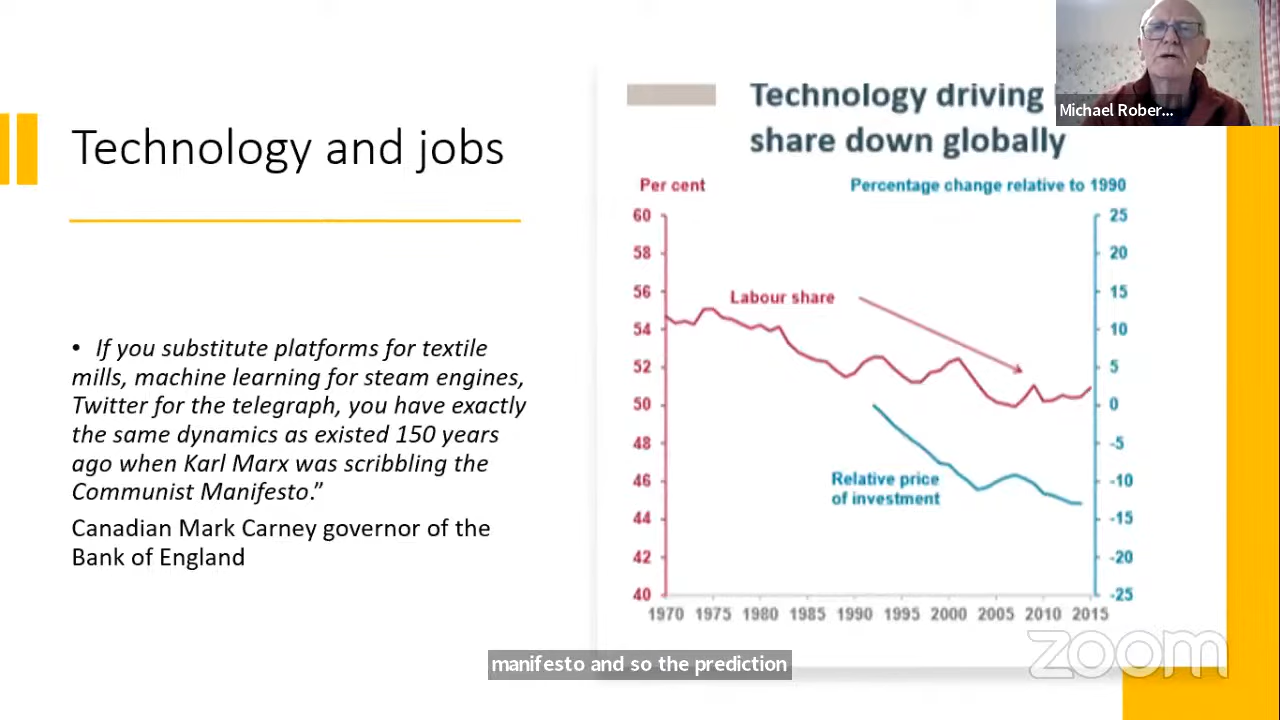 Technology and jobs
• If you substitute platforms for textile
mills, machine learning for steam engines,
Twitter for the telegraph, you have exactly
the same dynamics as existed 150 years
ago when Karl Marx was scribbling the
Communist Manifesto.”
Canadian Mark Carney governor of the
Bank of England
Technology driving
share down globally
Per cent
Percentage change relative to 1990
60
58
56
54
52
50
48
46
44
42
40
25
20
15
10
5
0
-5
-10
-15
-20
-25
Labour share
Relative price
of investment
1970 1975 1980 1985 1990 1995 2000 2005 2010 2015
Michael Rober...
zoom
manifesto and so the prediction